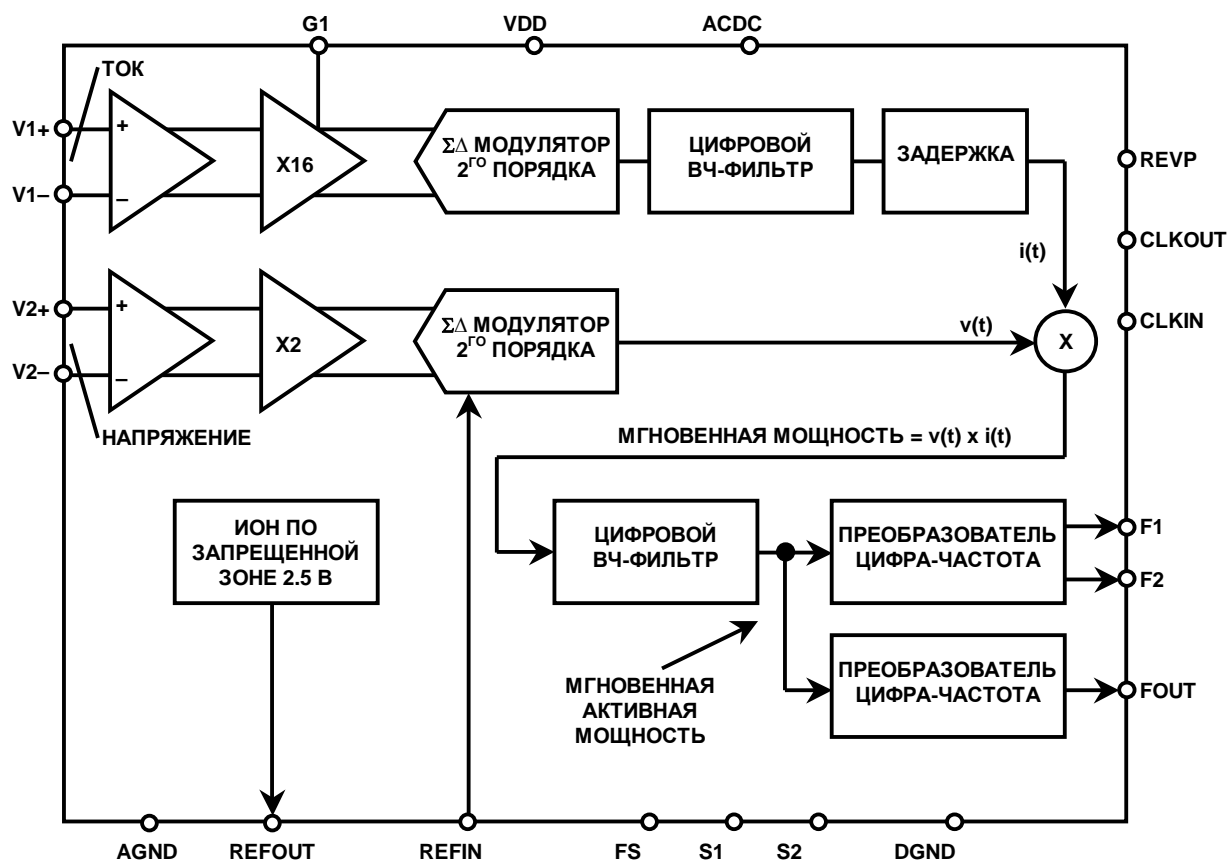 G1
VDD
ACDC
ТОК
V1+
+
X16
ΣΔ МОДУЛЯТОР
2ГО ПОРЯДКА
ЦИФРОВОЙ
ВЧ-ФИЛЬТР
ЗАДЕРЖКА
REVP
V1–
–
CLKOUT
i(t)
V2+
+
X2
ΣΔ МОДУЛЯТОР
2ГО ПОРЯДКА
v(t)
X
CLKIN
V2–
–
НАПРЯЖЕНИЕ
МГНОВЕННАЯ МОЩНОСТЬ = v(t) x i(t)
ИОН ПО
ЗАПРЕЩЕННОЙ
ЗОНЕ 2.5 В
ЦИФРОВОЙ
ВЧ-ФИЛЬТР
ПРЕОБРАЗОВАТЕЛЬ
ЦИФРА-ЧАСТОТА
F1
F2
МГНОВЕННАЯ
АКТИВНАЯ
МОЩНОСТЬ
ПРЕОБРАЗОВАТЕЛЬ
ЦИФРА-ЧАСТОТА
FOUT
AGND
REFOUT
REFIN
FS
S1
S2
DGND